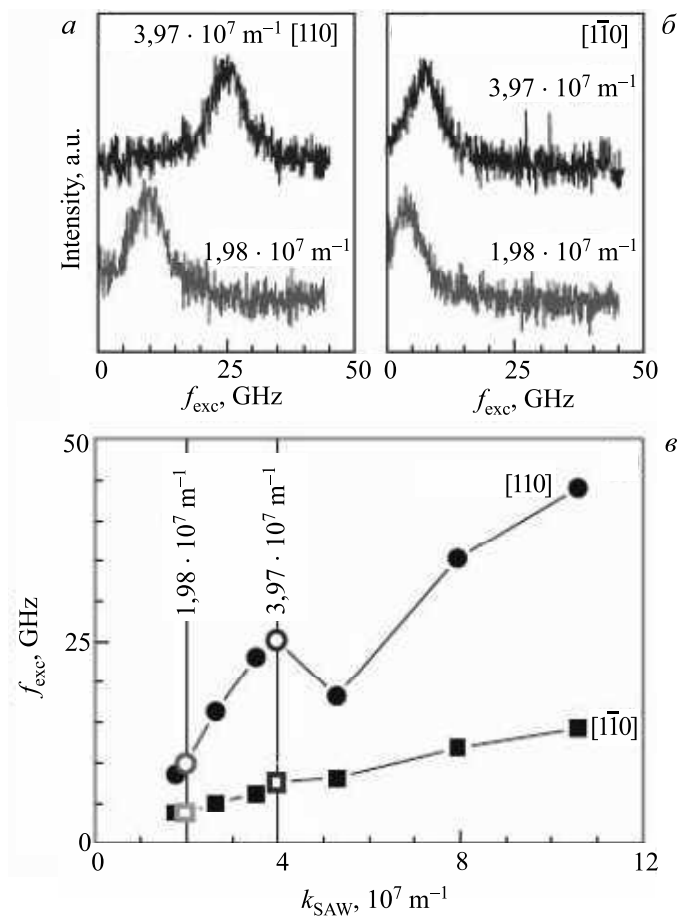 а
3,97 · 10⁷ m⁻¹ [110]
1,98 · 10⁷ m⁻¹
Intensity, a.u.
0 25 50
f_exc, GHz
[11̄0]
б
3,97 · 10⁷ m⁻¹
1,98 · 10⁷ m⁻¹
0 25 50
f_exc, GHz
в
50
25
0
f_exc, GHz
1,98 · 10⁷ m⁻¹
3,97 · 10⁷ m⁻¹
[110]
[11̄0]
0 4 8 12
k_SAW, 10⁷ m⁻¹